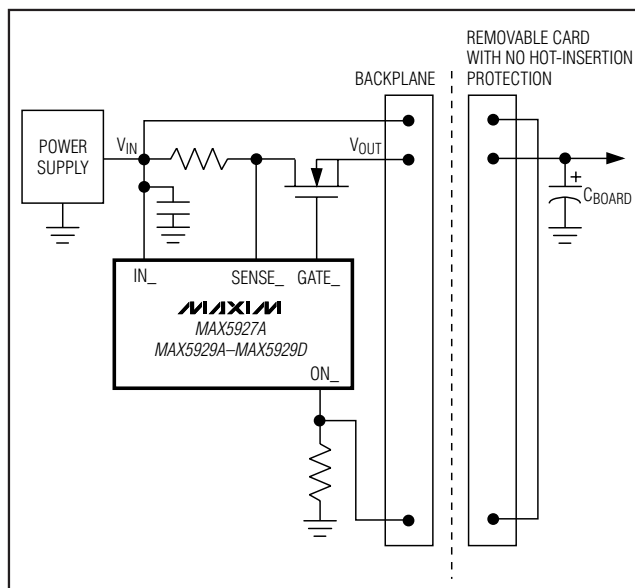 REMOVABLE CARD
WITH NO HOT-INSERTION
PROTECTION
BACKPLANE
POWER
SUPPLY
VIN
VOUT
+
CBOARD
IN_
SENSE_
GATE_
MAXIM
MAX5927A
MAX5929A–MAX5929D
ON_